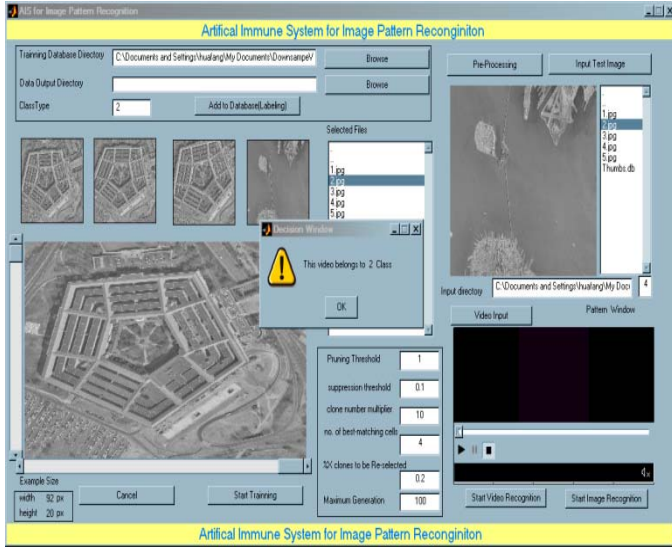 AIS for Image Pattern Recognition
Artifical Immune System for Image Pattern Reconginiton
Trainning Database Directory
C:\Documents and Settings\hualang\My Documents\DownsampeV
Browse
Data Output Directory
Browse
ClassType
2
Add to Database(Labeling)
Pre-Processing
Input Test Image
Selected Files
.
..
1.jpg
2.jpg
3.jpg
4.jpg
5.jpg
.
..
1.jpg
2.jpg
3.jpg
4.jpg
5.jpg
Thumbs.db
Decision Window
This video belongs to 2 Class
OK
Input directory
C:\Documents and Settings\hualang\My Docu
4
Video Input
Pattern Window
Pruning Threshold
1
suppression threshold
0.1
clone number multiplier
10
no. of best-matching cells
4
%X clones to be Re-selected
0.2
Maximum Generation
100
Example Size
width 92 px
height 20 px
Cancel
Start Trainning
Start Video Recognition
Start Image Recognition
Artifical Immune System for Image Pattern Reconginiton